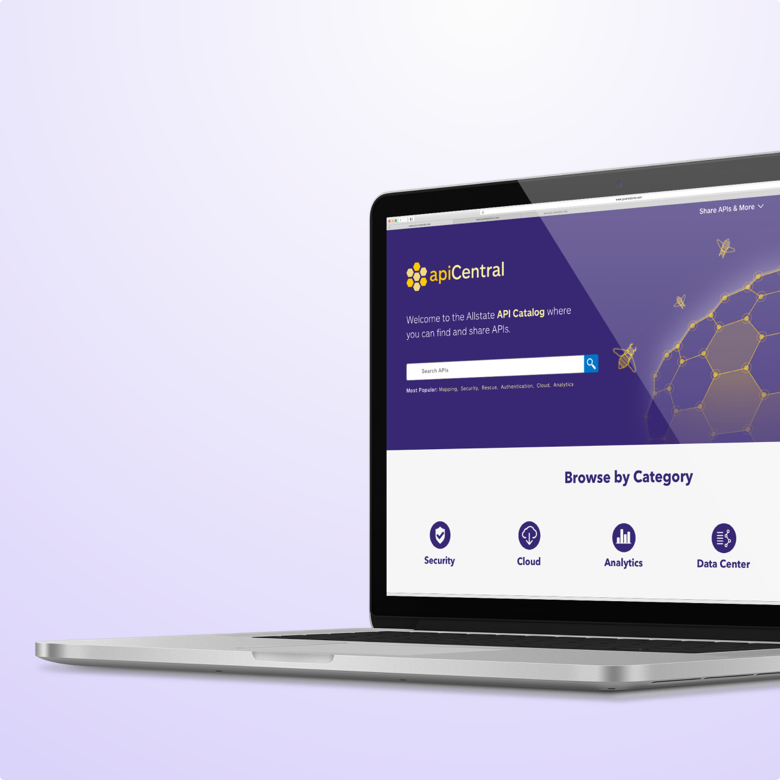 Share APIs & More
apiCentral
Welcome to the Allstate API Catalog where
you can find and share APIs.
Search APIs
Most Popular: Mapping, Security, Rescue, Authentication, Cloud, Analytics
Browse by Category
Security
Cloud
Analytics
Data Center